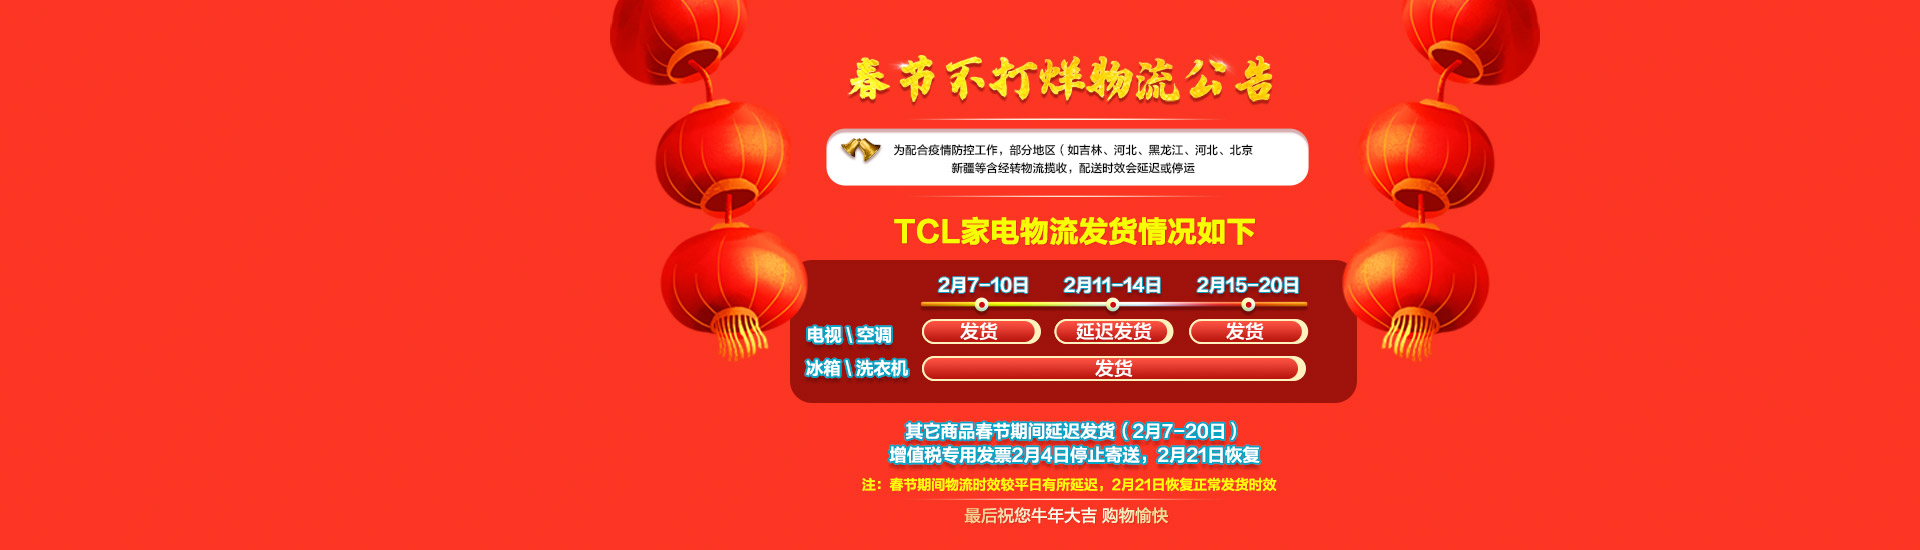 春节不打烊物流公告
为配合疫情防控工作，部分地区（如吉林、河北、黑龙江、河北、北京
新疆等含经转物流揽收，配送时效会延迟或停运
TCL家电物流发货情况如下
2月7-10日 2月11-14日 2月15-20日
电视\空调 发货 延迟发货 发货
冰箱\洗衣机 发货
其它商品春节期间延迟发货（2月7-20日）
增值税专用发票2月4日停止寄送，2月21日恢复
注：春节期间物流时效较平日有所延迟，2月21日恢复正常发货时效
最后祝您牛年大吉 购物愉快